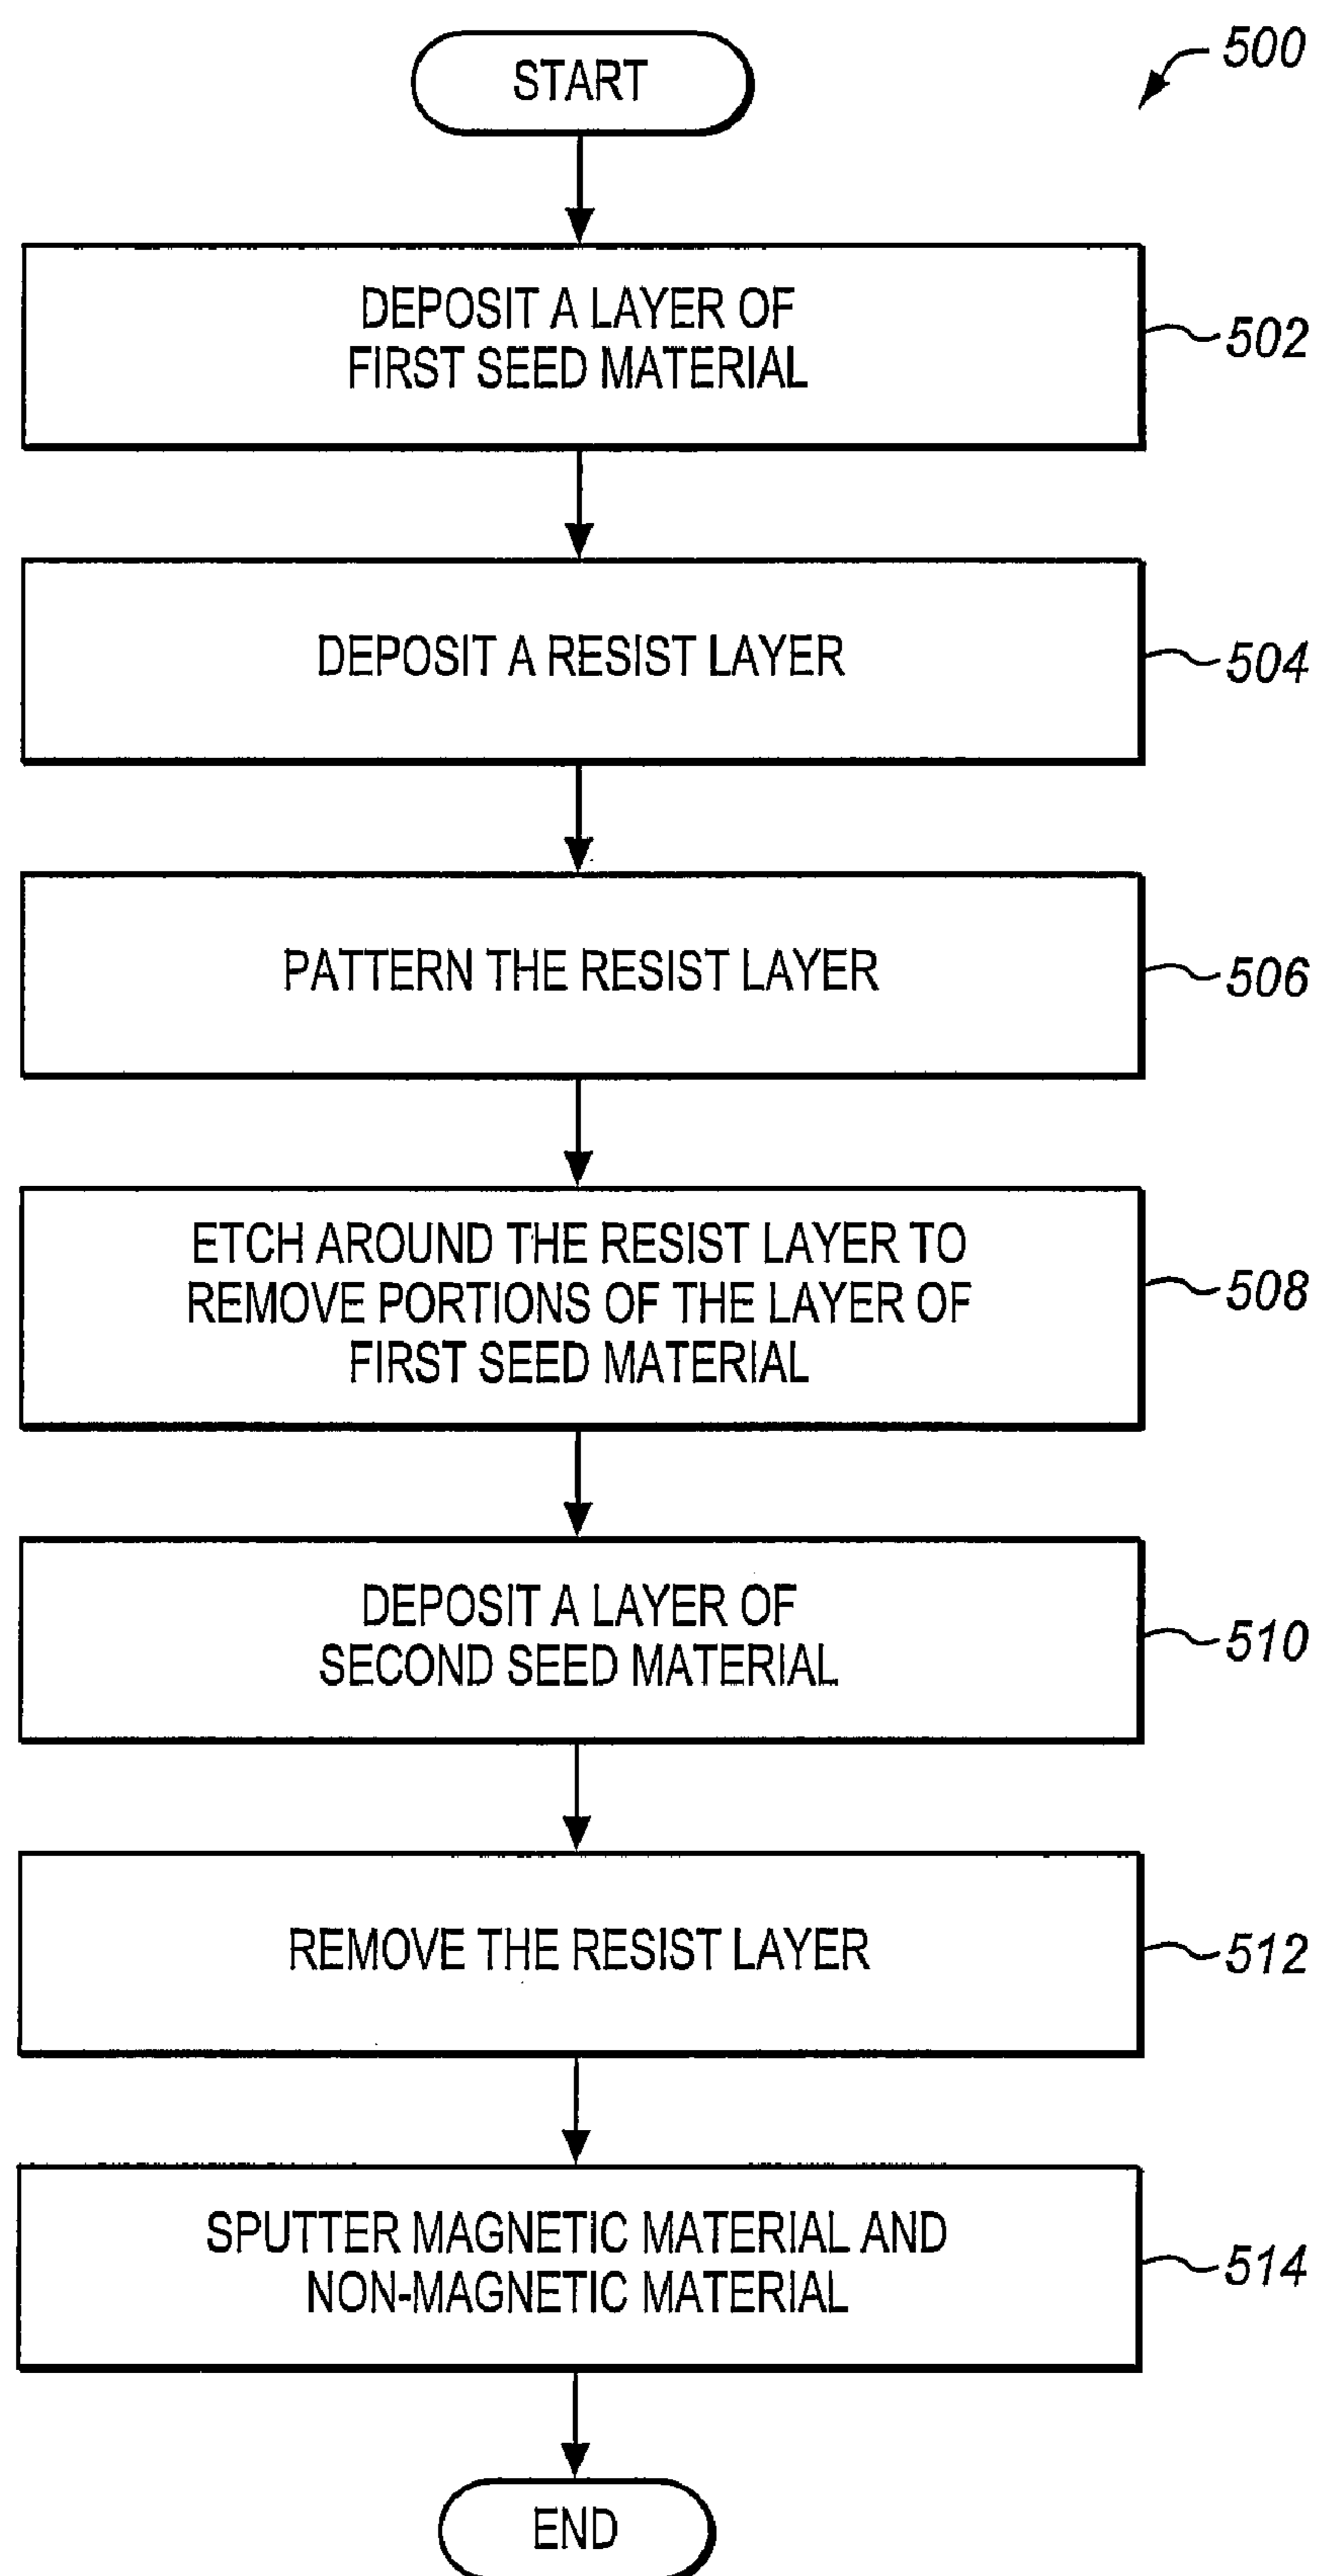 START
500
DEPOSIT A LAYER OF
FIRST SEED MATERIAL
502
DEPOSIT A RESIST LAYER
504
PATTERN THE RESIST LAYER
506
ETCH AROUND THE RESIST LAYER TO
REMOVE PORTIONS OF THE LAYER OF
FIRST SEED MATERIAL
508
DEPOSIT A LAYER OF
SECOND SEED MATERIAL
510
REMOVE THE RESIST LAYER
512
SPUTTER MAGNETIC MATERIAL AND
NON-MAGNETIC MATERIAL
514
END